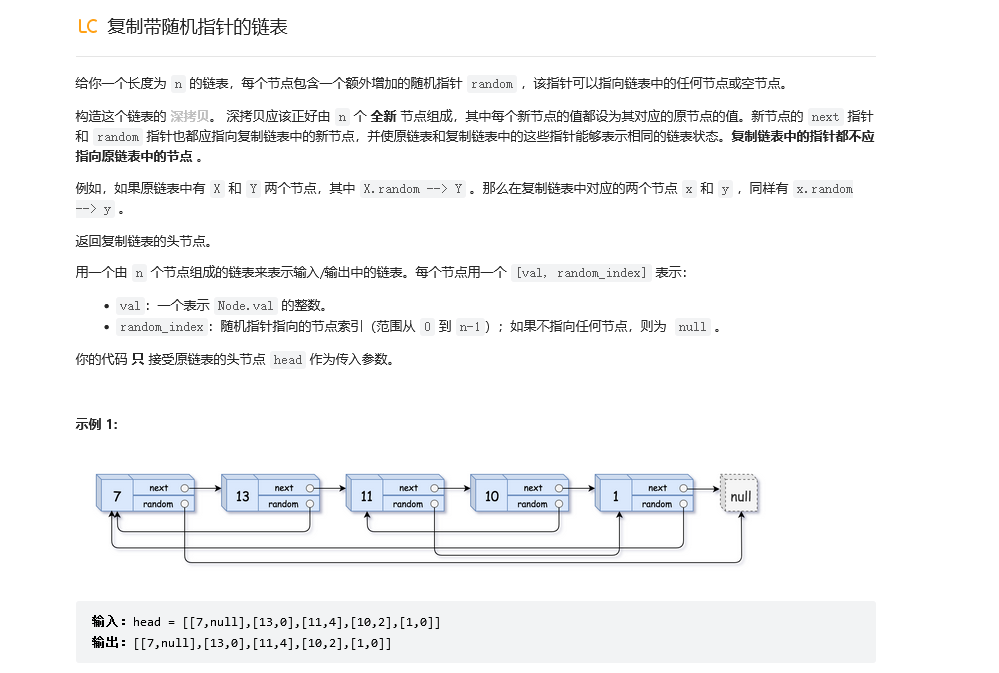 LC 复制带随机指针的链表
给你一个长度为 n 的链表，每个节点包含一个额外增加的随机指针 random ，该指针可以指向链表中的任何节点或空节点。
构造这个链表的 深拷贝。 深拷贝应该正好由 n 个 全新 节点组成，其中每个新节点的值都设为其对应的原节点的值。新节点的 next 指针
和 random 指针也都应指向复制链表中的新节点，并使原链表和复制链表中的这些指针能够表示相同的链表状态。复制链表中的指针都不应
指向原链表中的节点 。
例如，如果原链表中有 X 和 Y 两个节点，其中 X.random --> Y 。那么在复制链表中对应的两个节点 x 和 y ，同样有 x.random
--> y 。
返回复制链表的头节点。
用一个由 n 个节点组成的链表来表示输入/输出中的链表。每个节点用一个 [val, random_index] 表示：
• val：一个表示 Node.val 的整数。
• random_index：随机指针指向的节点索引（范围从 0 到 n-1）；如果不指向任何节点，则为 null 。
你的代码 只 接受原链表的头节点 head 作为传入参数。
示例 1：
7 next random 13 next random 11 next random 10 next random 1 next random null
输入：head = [[7,null],[13,0],[11,4],[10,2],[1,0]]
输出：[[7,null],[13,0],[11,4],[10,2],[1,0]]